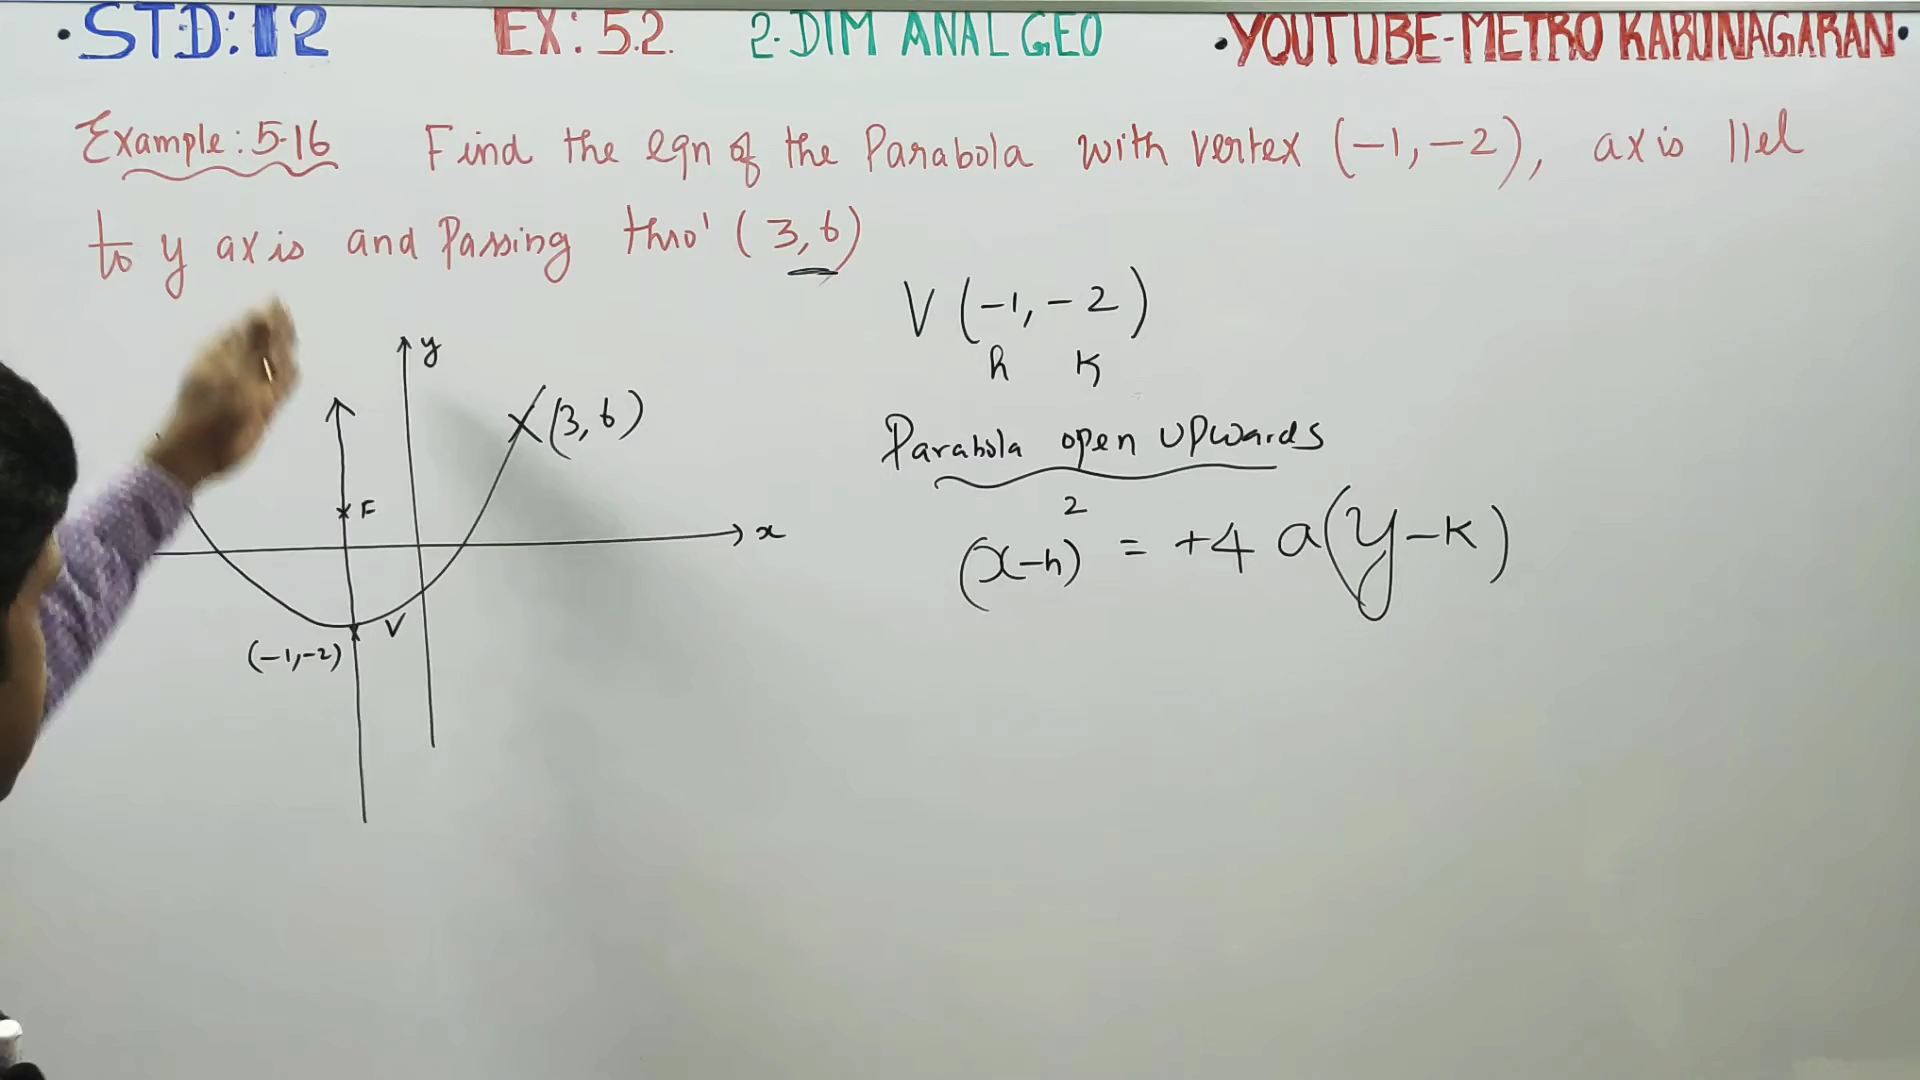 •STD: 12 EX: 5.2. 2-DIM ANAL GEO •YOUTUBE-METRO KARUNAGARAN•
Example: 5.16 Find the eqn of the Parabola with vertex (-1,-2), axis llel
to y axis and Passing thro' (3,6)
V (-1, -2)
h k
y
(3,6)
Parabola open upwards
F
(x-h)² = +4 a(y-k)
x
V
(-1,-2)